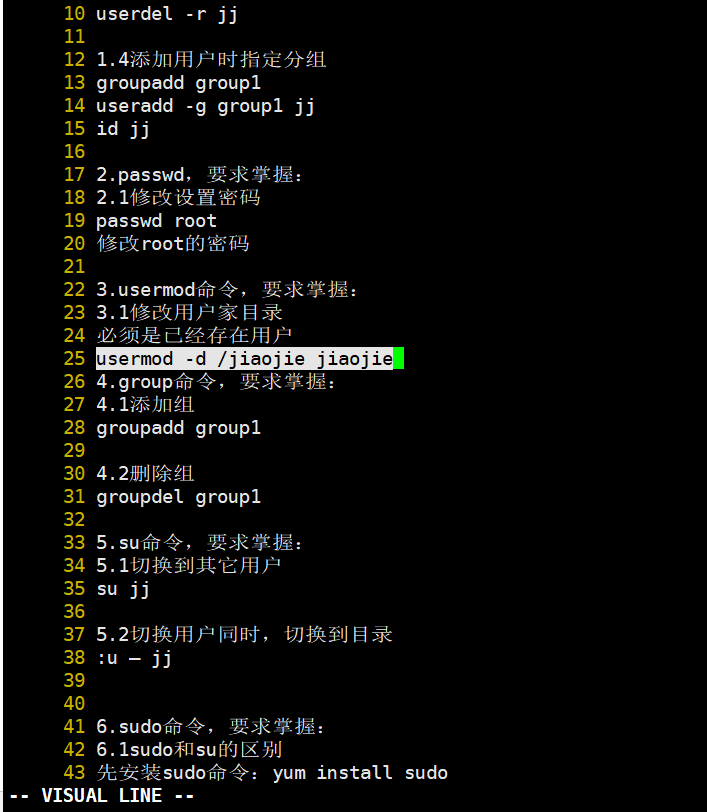 10 userdel -r jj
11
12 1.4添加用户时指定分组
13 groupadd group1
14 useradd -g group1 jj
15 id jj
16
17 2.passwd，要求掌握：
18 2.1修改设置密码
19 passwd root
20 修改root的密码
21
22 3.usermod命令，要求掌握：
23 3.1修改用户家目录
24 必须是已经存在用户
25 usermod -d /jiaojie jiaojie
26 4.group命令，要求掌握：
27 4.1添加组
28 groupadd group1
29
30 4.2删除组
31 groupdel group1
32
33 5.su命令，要求掌握：
34 5.1切换到其它用户
35 su jj
36
37 5.2切换用户同时，切换到目录
38 :u – jj
39
40
41 6.sudo命令，要求掌握：
42 6.1sudo和su的区别
43 先安装sudo命令：yum install sudo
-- VISUAL LINE --